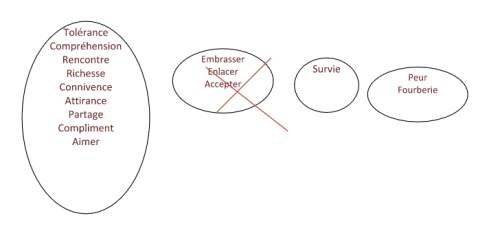 Tolérance
Compréhension
Rencontre
Richesse
Connivence
Attirance
Partage
Compliment
Aimer
Embrasser
Enlacer
Accepter
Survie
Peur
Fourberie